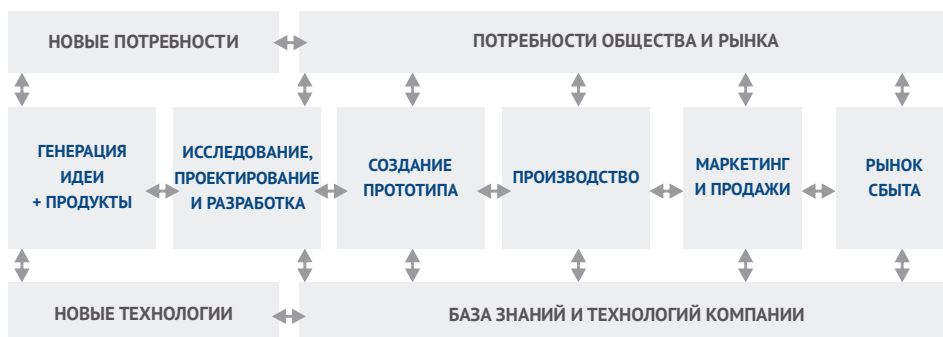 НОВЫЕ ПОТРЕБНОСТИ
ПОТРЕБНОСТИ ОБЩЕСТВА И РЫНКА
ГЕНЕРАЦИЯ
ИДЕИ
+ ПРОДУКТЫ
ИССЛЕДОВАНИЕ,
ПРОЕКТИРОВАНИЕ
И РАЗРАБОТКА
СОЗДАНИЕ
ПРОТОТИПА
ПРОИЗВОДСТВО
МАРКЕТИНГ
И ПРОДАЖИ
РЫНОК
СБЫТА
НОВЫЕ ТЕХНОЛОГИИ
БАЗА ЗНАНИЙ И ТЕХНОЛОГИЙ КОМПАНИИ